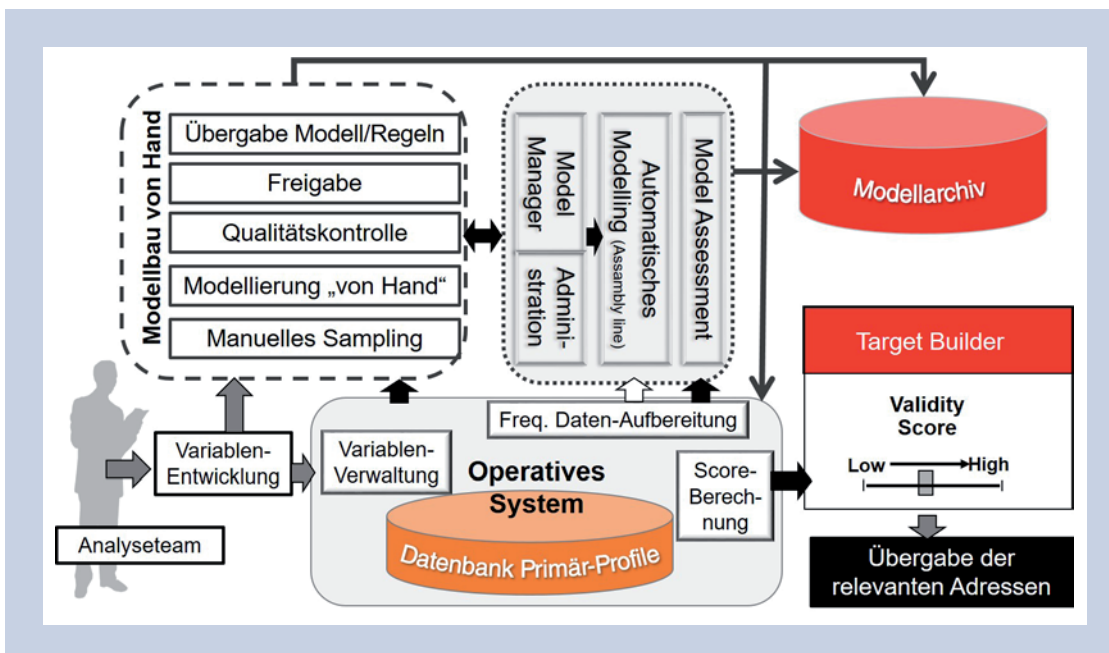 Modellbau von Hand
Übergabe Modell/Regeln
Freigabe
Qualitätskontrolle
Modellierung „von Hand“
Manuelles Sampling
Model
Manager
Admini-
stration
Automatisches
Modelling (Assambly line)
Model Assessment
Modellarchiv
Analyseteam
Variablen-
Entwicklung
Variablen-
Verwaltung
Freq. Daten-Aufbereitung
Operatives
System
Datenbank Primär-Profile
Score-
Berech-
nung
Target Builder
Validity
Score
Low High
Übergabe der
relevanten Adressen